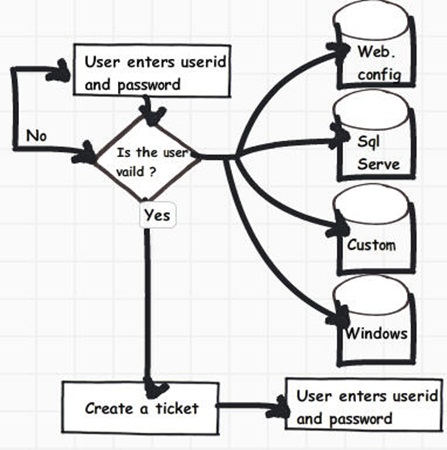 User enters userid
and password
Web.
config
No
Is the user
vaild ?
Sql
Serve
Yes
Custom
Windows
Create a ticket
User enters userid
and password